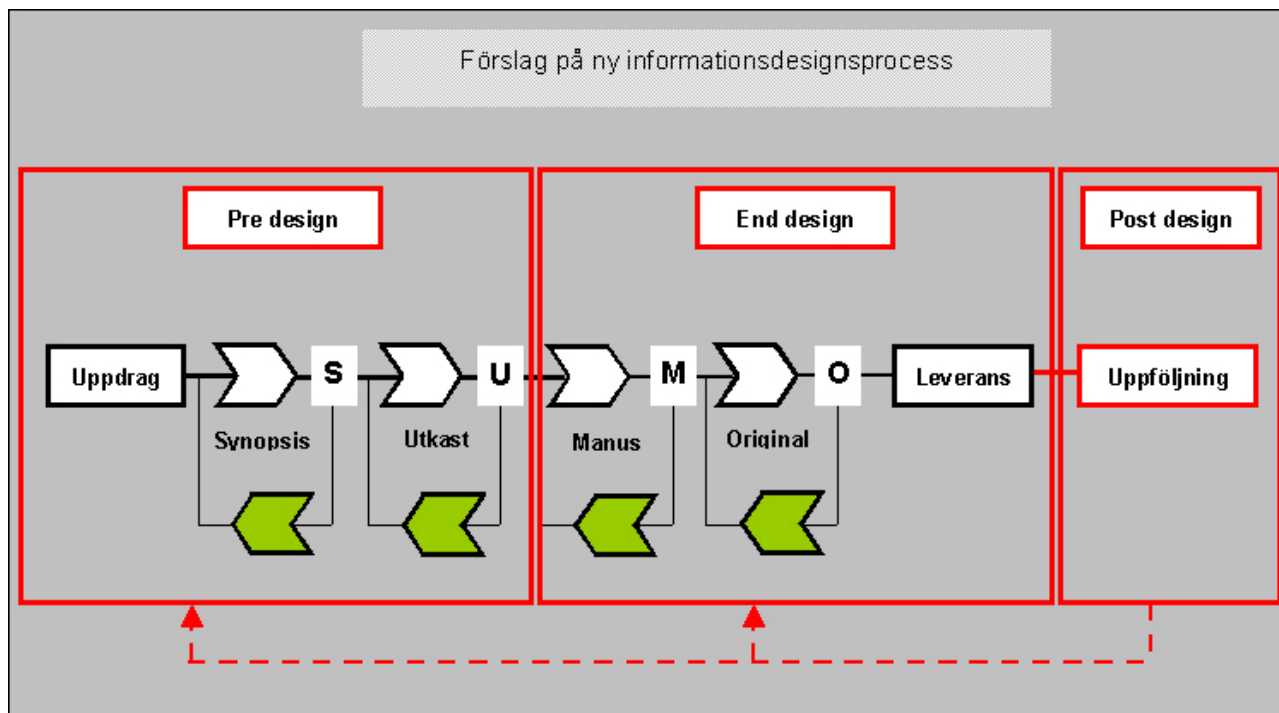 Förslag på ny informationsdesignsprocess
Pre design
End design
Post design
Uppdrag
S
U
M
O
Leverans
Uppföljning
Synopsis
Utkast
Manus
Original